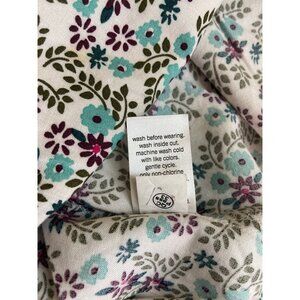 wash before wearing.
wash inside out.
machine wash cold
with like colors.
gentle cycle.
only non-chlorine